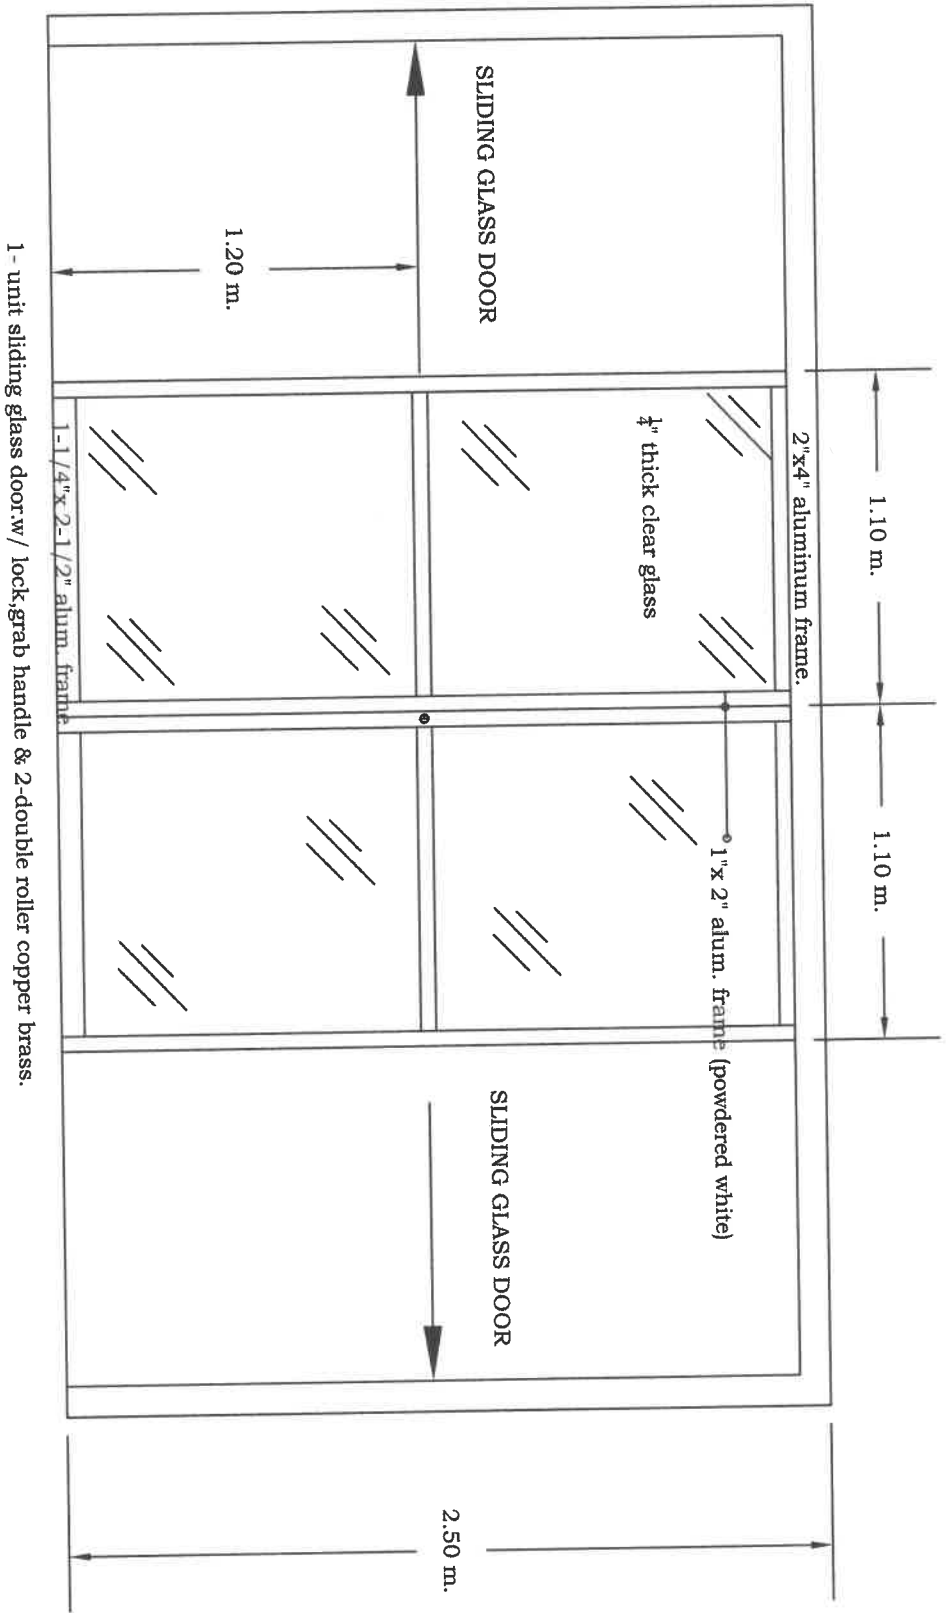 1.10 m.
1.10 m.
2"x4" aluminum frame.
1"x 2" alum. frame (powdered white)
¼" thick clear glass
SLIDING GLASS DOOR
SLIDING GLASS DOOR
2.50 m.
1.20 m.
1-1/4"x 2-1/2" alum. frame
1- unit sliding glass door.w/ lock,grab handle & 2-double roller copper brass.